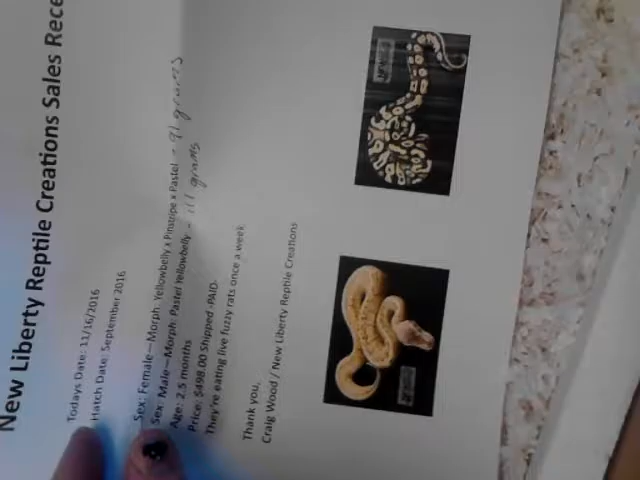 New Liberty Reptile Creations Sales Rece
Todays Date: 11/16/2016
Hatch Date: September 2016
Sex: Female—Morph: Yellowbelly x Pinstripe x Pastel - 91 grams
Sex: Male—Morph: Pastel Yellowbelly - 111 grams
Age: 2.5 months
Price: $498.00 Shipped -PAID-
They're eating live fuzzy rats once a week
Thank you,
Craig Wood / New Liberty Reptile Creations